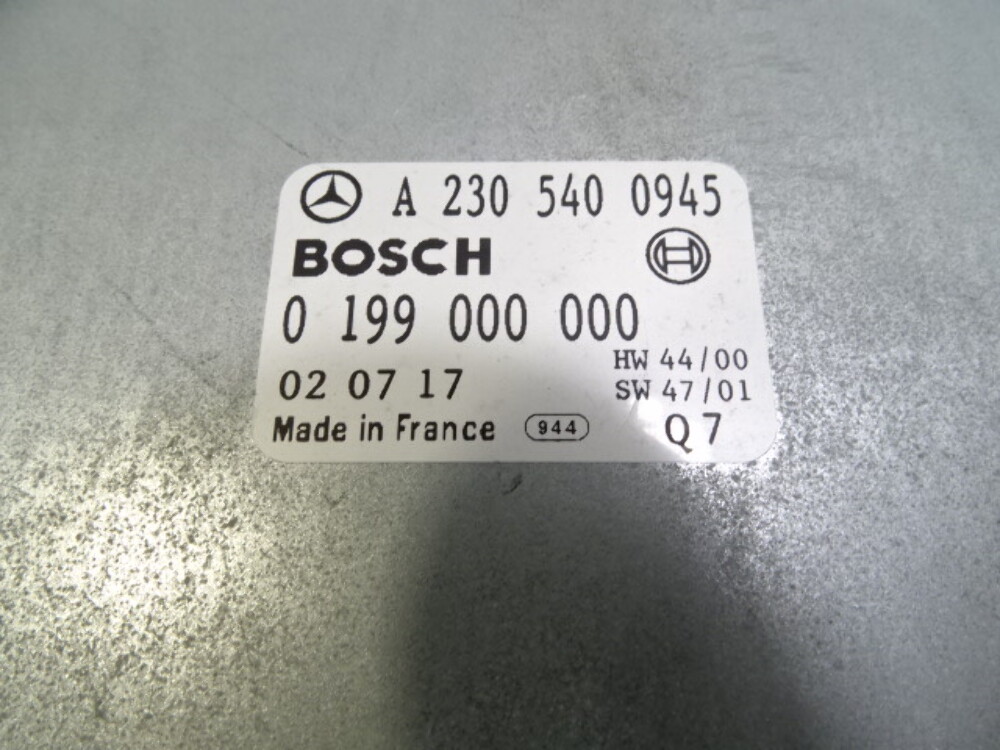 A 230 540 0945
BOSCH
0 199 000 000
HW 44/00
02 07 17 SW 47/01
Made in France 944 Q7